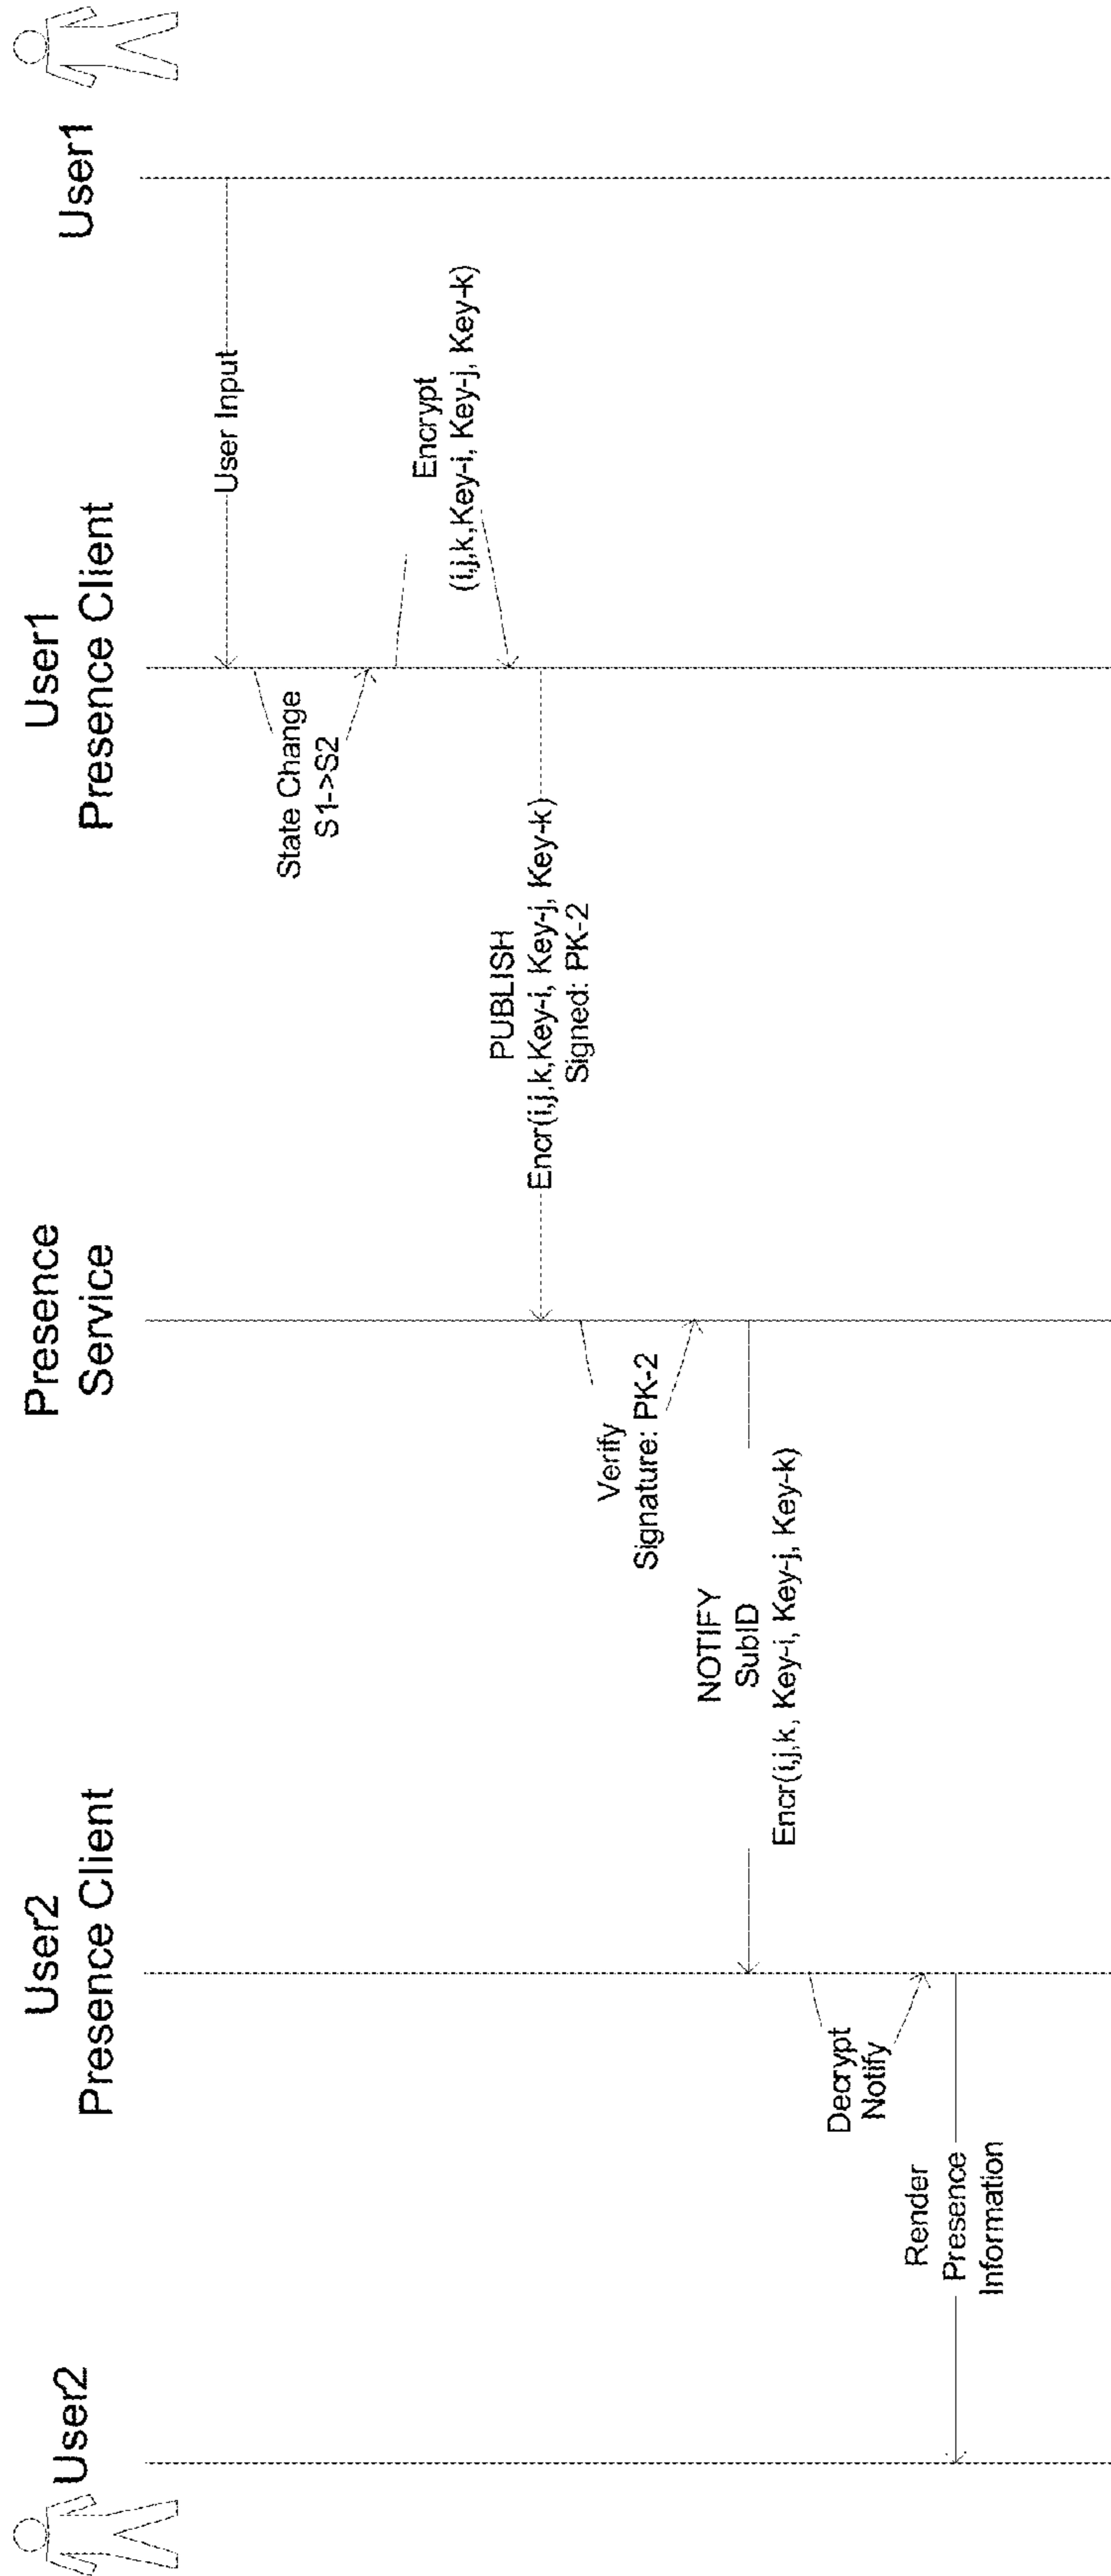 User2
User2
Presence Client
Presence
Service
User1
Presence Client
User1
User Input
State Change
S1->S2
Encrypt
(i,j,k,Key-i, Key-j, Key-k)
PUBLISH
Encr(i,j,k,Key-i, Key-j, Key-k)
Signed: PK-2
Verify
Signature: PK-2
NOTIFY
SubID
Encr(i,j,k, Key-i, Key-j, Key-k)
Decrypt
Notify
Render
Presence
Information